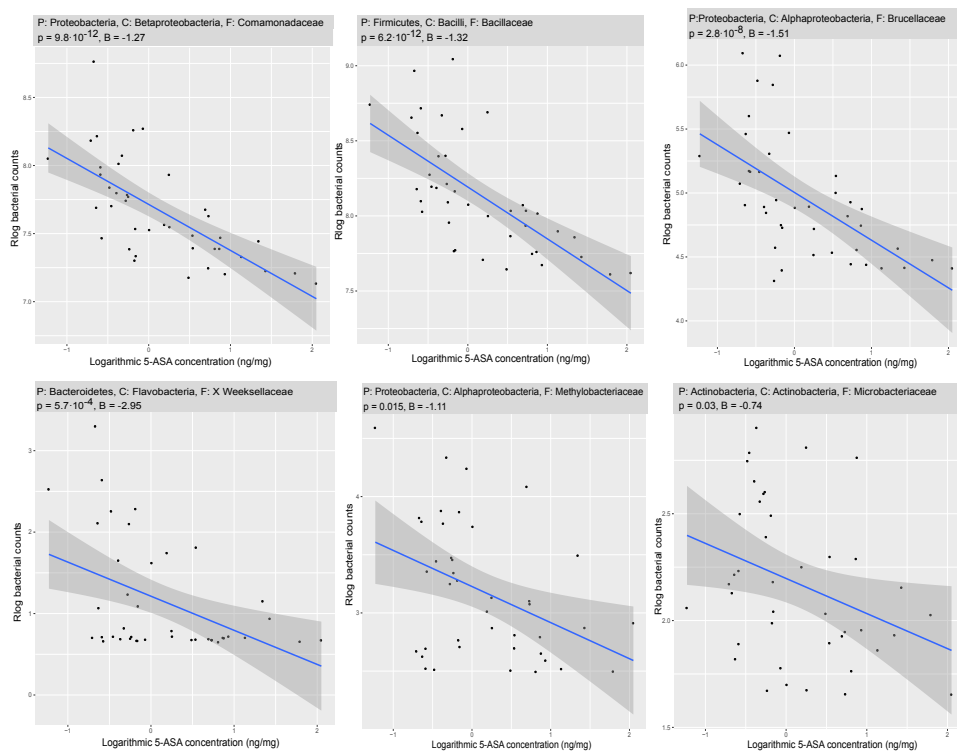 P: Proteobacteria, C: Betaproteobacteria, F: Comamonadaceae
p = 9.8·10-12, B = -1.27
Rlog bacterial counts
8.5
8.0
7.5
7.0
-1
0
1
2
Logarithmic 5-ASA concentration (ng/mg)
P: Firmicutes, C: Bacilli, F: Bacillaceae
p = 6.2·10-12, B = -1.32
Rlog bacterial counts
9.0
8.5
8.0
7.5
-1
0
1
2
Logarithmic 5-ASA concentration (ng/mg)
P:Proteobacteria, C: Alphaproteobacteria, F: Brucellaceae
p = 2.8·10-8, B = -1.51
Rlog bacterial counts
6.0
5.5
5.0
4.5
4.0
-1
0
1
2
Logarithmic 5-ASA concentration (ng/mg)
P: Bacteroidetes, C: Flavobacteria, F: X Weeksellaceae
p = 5.7·10-4, B = -2.95
Rlog bacterial counts
3
2
1
0
-1
0
1
2
Logarithmic 5-ASA concentration (ng/mg)
P: Proteobacteria, C: Alphaproteobacteria, F: Methylobacteriaceae
p = 0.015, B = -1.11
Rlog bacterial counts
4
3
-1
0
1
2
Logarithmic 5-ASA concentration (ng/mg)
P: Actinobacteria, C: Actinobacteria, F: Microbacteriaceae
p = 0.03, B = -0.74
Rlog bacterial counts
2.5
2.0
1.5
-1
0
1
2
Logarithmic 5-ASA concentration (ng/mg)